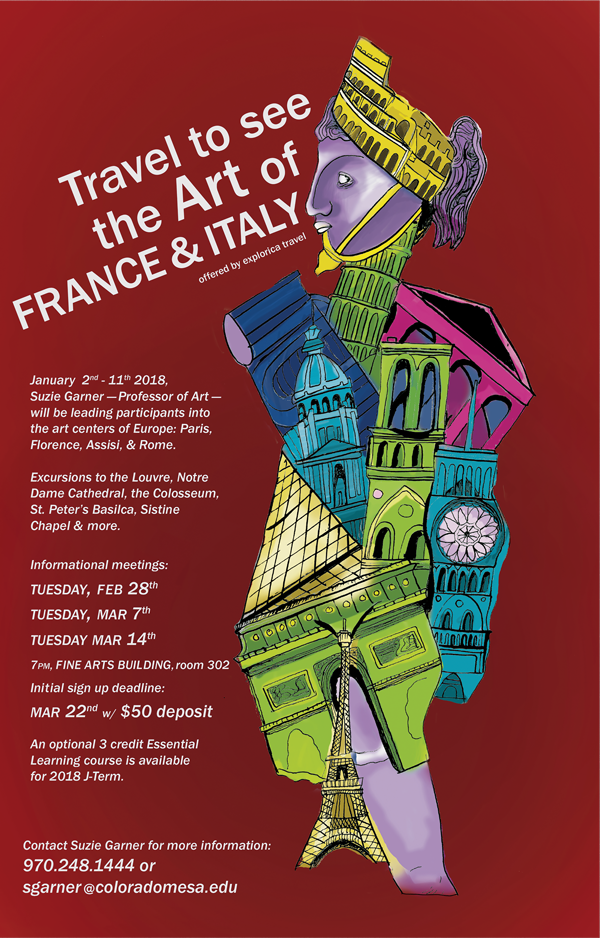 Travel to see
the Art of
FRANCE & ITALY
offered by explorica travel
January 2nd - 11th 2018,
Suzie Garner — Professor of Art —
will be leading participants into
the art centers of Europe: Paris,
Florence, Assisi, & Rome.
Excursions to the Louvre, Notre
Dame Cathedral, the Colosseum,
St. Peter's Basilca, Sistine
Chapel & more.
Informational meetings:
TUESDAY, FEB 28th
TUESDAY, MAR 7th
TUESDAY MAR 14th
7PM, FINE ARTS BUILDING, room 302
Initial sign up deadline:
MAR 22nd w/ $50 deposit
An optional 3 credit Essential
Learning course is available
for 2018 J-Term.
Contact Suzie Garner for more information:
970.248.1444 or
sgarner@coloradomesa.edu